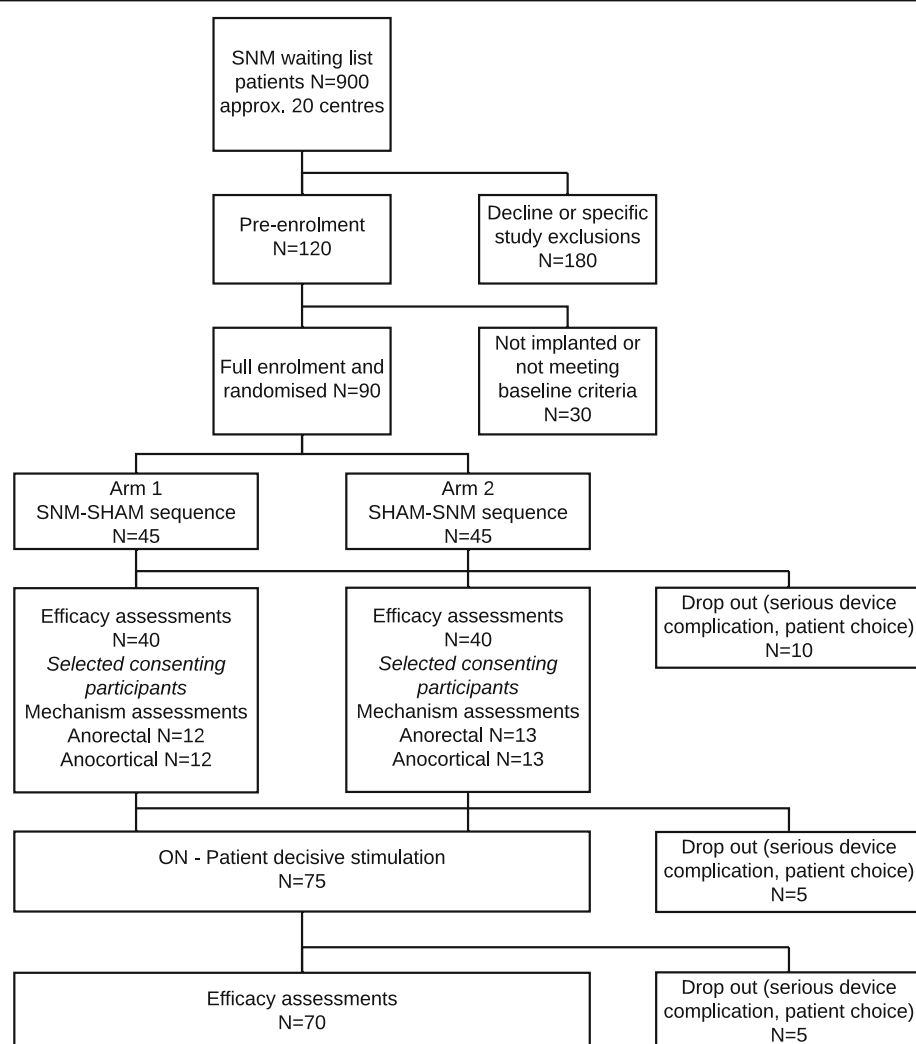 SNM waiting list
patients N=900
approx. 20 centres
Pre-enrolment
N=120
Decline or specific
study exclusions
N=180
Full enrolment and
randomised N=90
Not implanted or
not meeting
baseline criteria
N=30
Arm 1
SNM-SHAM sequence
N=45
Arm 2
SHAM-SNM sequence
N=45
Efficacy assessments
N=40
Selected consenting
participants
Mechanism assessments
Anorectal N=12
Anocortical N=12
Efficacy assessments
N=40
Selected consenting
participants
Mechanism assessments
Anorectal N=13
Anocortical N=13
Drop out (serious device
complication, patient choice)
N=10
ON - Patient decisive stimulation
N=75
Drop out (serious device
complication, patient choice)
N=5
Efficacy assessments
N=70
Drop out (serious device
complication, patient choice)
N=5